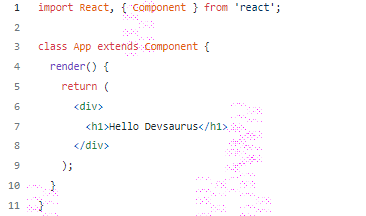 1 import React, { Component } from 'react';
2
3 class App extends Component {
4 render() {
5 return (
6 <div>
7 <h1>Hello Devsaurus</h1>
8 </div>
9 );
10 }
11 }